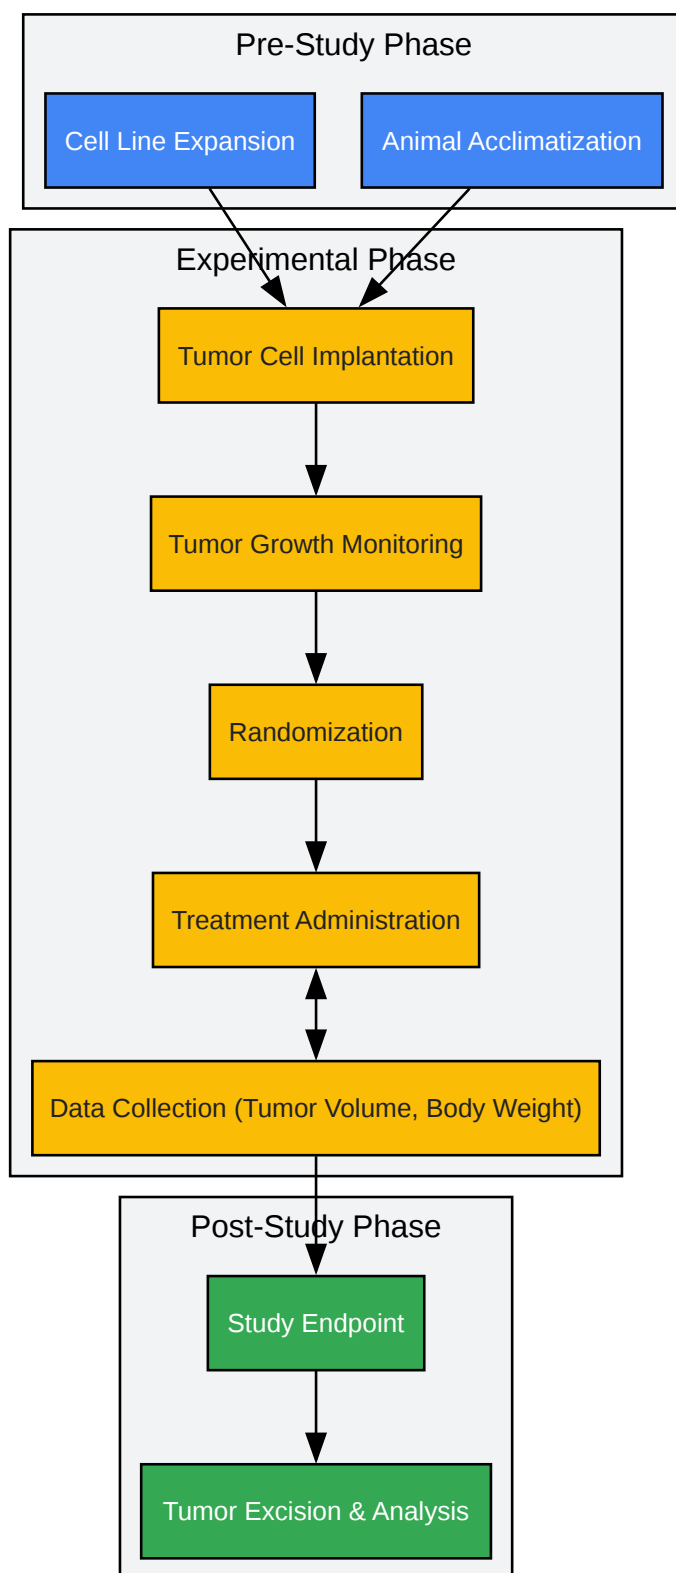 Pre-Study Phase
Cell Line Expansion
Animal Acclimatization
Experimental Phase
Tumor Cell Implantation
Tumor Growth Monitoring
Randomization
Treatment Administration
Data Collection (Tumor Volume, Body Weight)
Post-Study Phase
Study Endpoint
Tumor Excision & Analysis